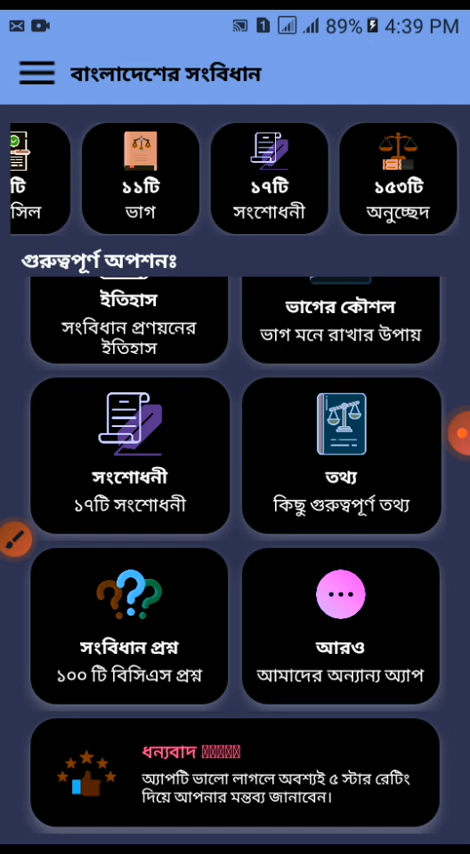 89% 4:39 PM
বাংলাদেশের সংবিধান
টি ১১টি ১৭টি ১৫৩টি
সিল ভাগ সংশোধনী অনুচ্ছেদ
গুরুত্বপূর্ণ অপশনঃ
ইতিহাস
সংবিধান প্রণয়নের
ইতিহাস
ভাগের কৌশল
ভাগ মনে রাখার উপায়
সংশোধনী
১৭টি সংশোধনী
তথ্য
কিছু গুরুত্বপূর্ণ তথ্য
সংবিধান প্রশ্ন
১০০ টি বিসিএস প্রশ্ন
আরও
আমাদের অন্যান্য অ্যাপ
ধন্যবাদ
অ্যাপটি ভালো লাগলে অবশ্যই ৫ স্টার রেটিং
দিয়ে আপনার মন্তব্য জানাবেন।